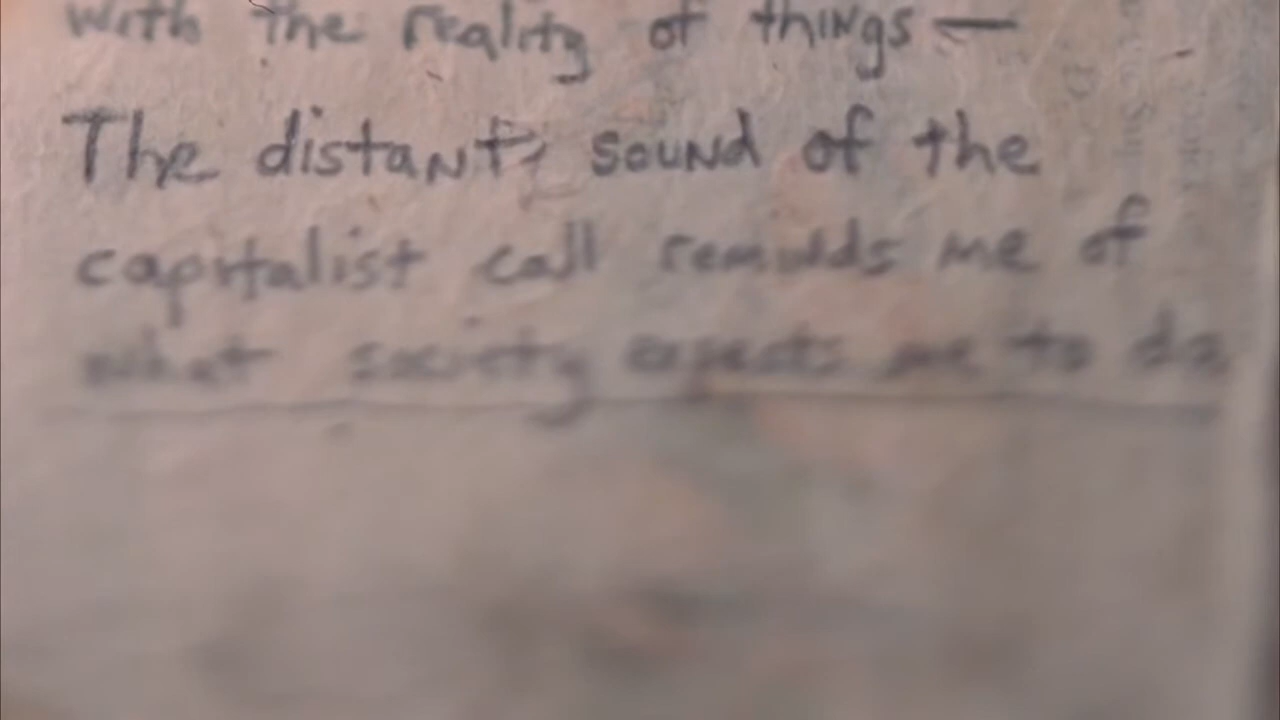 with the reality of things —
The distant, sound of the
capitalist call reminds me of
what society expects me to do